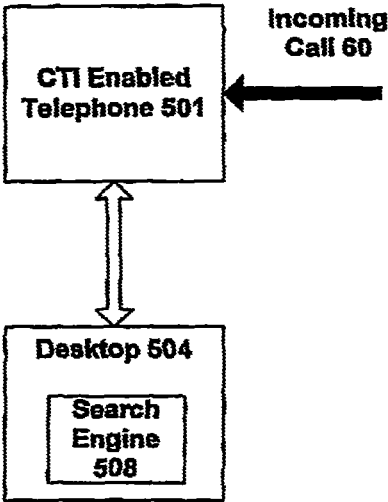 Incoming
Call 60
CTI Enabled
Telephone 501
Desktop 504
Search
Engine
508